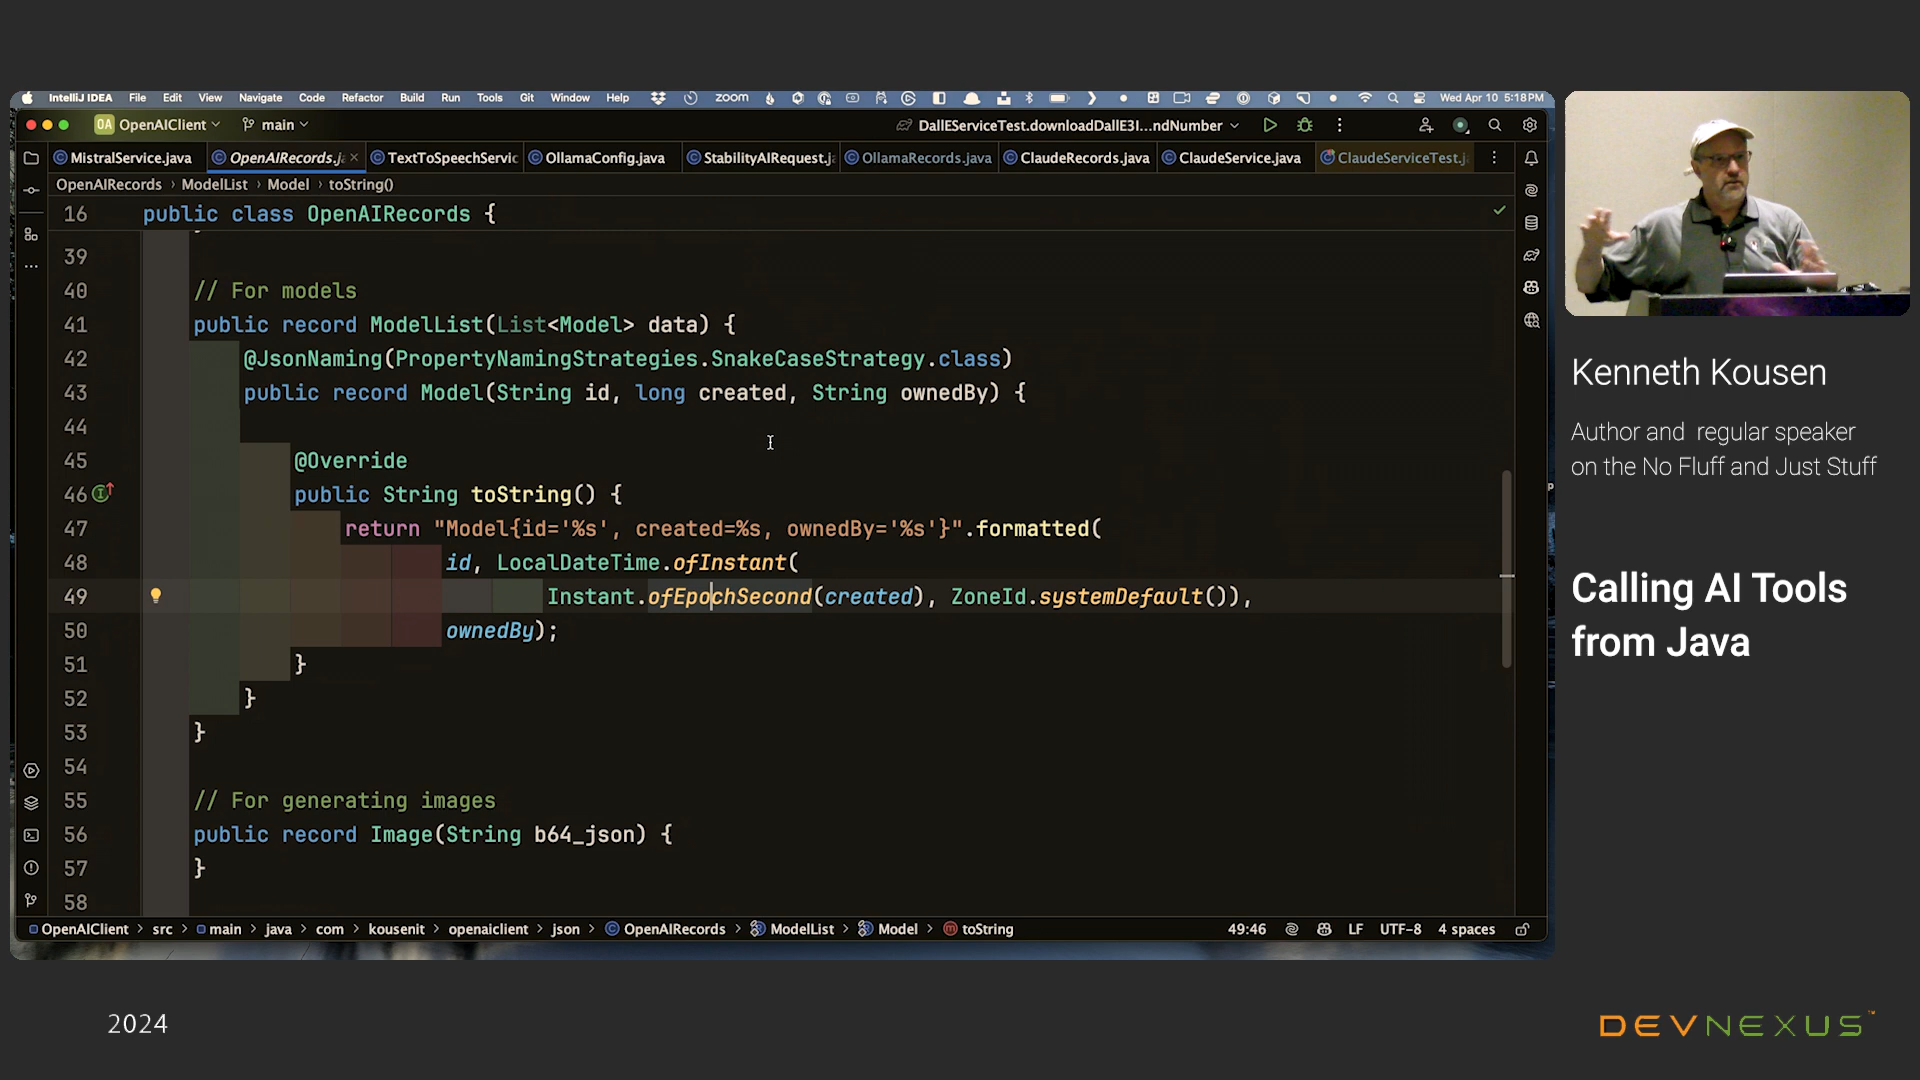 IntelliJ IDEA File Edit View Navigate Code Refactor Build Run Tools Git Window Help zoom Wed Apr 10 5:18 PM
OA OpenAIClient main DallEServiceTest.downloadDallE3I...ndNumber
MistralService.java OpenAIRecords.j TextToSpeechServic OllamaConfig.java StabilityAIRequest.j OllamaRecords.java ClaudeRecords.java ClaudeService.java ClaudeServiceTest.j
OpenAIRecords › ModelList › Model › toString()
16 public class OpenAIRecords {
39
40 // For models
41 public record ModelList(List<Model> data) {
42 @JsonNaming(PropertyNamingStrategies.SnakeCaseStrategy.class)
43 public record Model(String id, long created, String ownedBy) {
44
45 @Override
46 public String toString() {
47 return "Model{id='%s', created=%s, ownedBy='%s'}".formatted(
48 id, LocalDateTime.ofInstant(
49 Instant.ofEpochSecond(created), ZoneId.systemDefault()),
50 ownedBy);
51 }
52 }
53 }
54
55 // For generating images
56 public record Image(String b64_json) {
57 }
58
OpenAIClient › src › main › java › com › kousenit › openaiclient › json › OpenAIRecords › ModelList › Model › toString 49:46 LF UTF-8 4 spaces
Kenneth Kousen
Author and regular speaker
on the No Fluff and Just Stuff
Calling AI Tools
from Java
2024
DEVNEXUS™